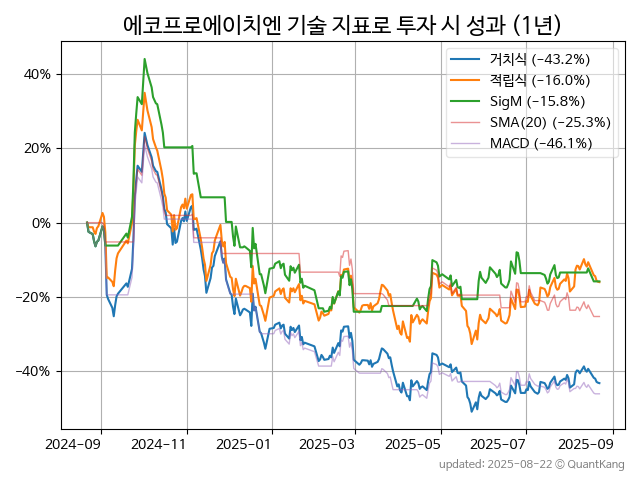 에코프로에이치엔 기술 지표로 투자 시 성과 (1년)
거치식 (−43.2%)
적립식 (−16.0%)
SigM (−15.8%)
SMA(20) (−25.3%)
MACD (−46.1%)
40%
20%
0%
−20%
−40%
2024-09
2024-11
2025-01
2025-03
2025-05
2025-07
2025-09
updated: 2025-08-22 © QuantKang